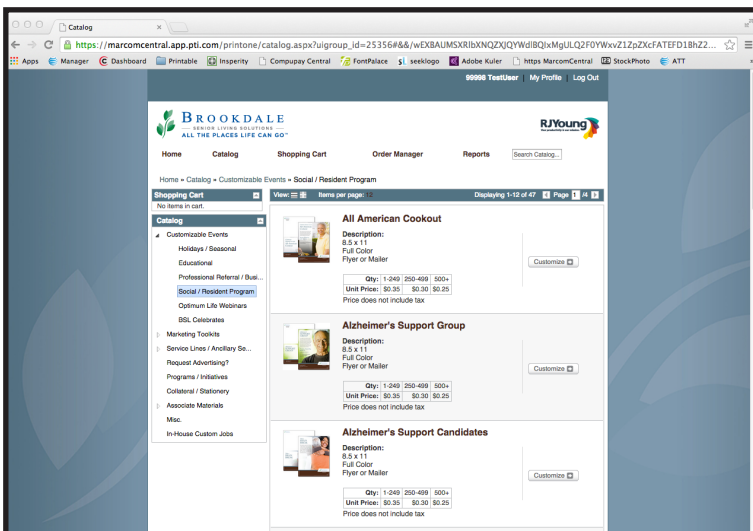 Catalog
https://marcomcentral.app.pti.com/printone/catalog.aspx?uigroup_id=25356#&&/wEXBAUMSXRlbXNQZXJQYWdlBQIxMgULQ2F0YWxvZ1ZpZXcFATEFD1BhZ2...
Apps Manager Dashboard Printable Insperity Compupay Central FontPalace seeklogo Adobe Kuler https MarcomCentral StockPhoto ATT
99998 TestUser | My Profile | Log Out
BROOKDALE
SENIOR LIVING SOLUTIONS
ALL THE PLACES LIFE CAN GO
RJYoung
Home Catalog Shopping Cart Order Manager Reports Search Catalog...
Home » Catalog » Customizable Events » Social / Resident Program
Shopping Cart
No items in cart.
Catalog
Customizable Events
Holidays / Seasonal
Educational
Professional Referral / Busi...
Social / Resident Program
Optimum Life Webinars
BSL Celebrates
Marketing Toolkits
Service Lines / Ancillary Se...
Request Advertising?
Programs / Initiatives
Collateral / Stationery
Associate Materials
Misc.
In-House Custom Jobs
View: Items per page: 12 Displaying 1-12 of 47 Page 1 /4
All American Cookout
Description:
8.5 x 11
Full Color
Flyer or Mailer
Customize
Qty: 1-249 250-499 500+
Unit Price: $0.35 $0.30 $0.25
Price does not include tax
Alzheimer's Support Group
Description:
8.5 x 11
Full Color
Flyer or Mailer
Customize
Qty: 1-249 250-499 500+
Unit Price: $0.35 $0.30 $0.25
Price does not include tax
Alzheimer's Support Candidates
Description:
8.5 x 11
Full Color
Flyer or Mailer
Customize
Qty: 1-249 250-499 500+
Unit Price: $0.35 $0.30 $0.25
Price does not include tax